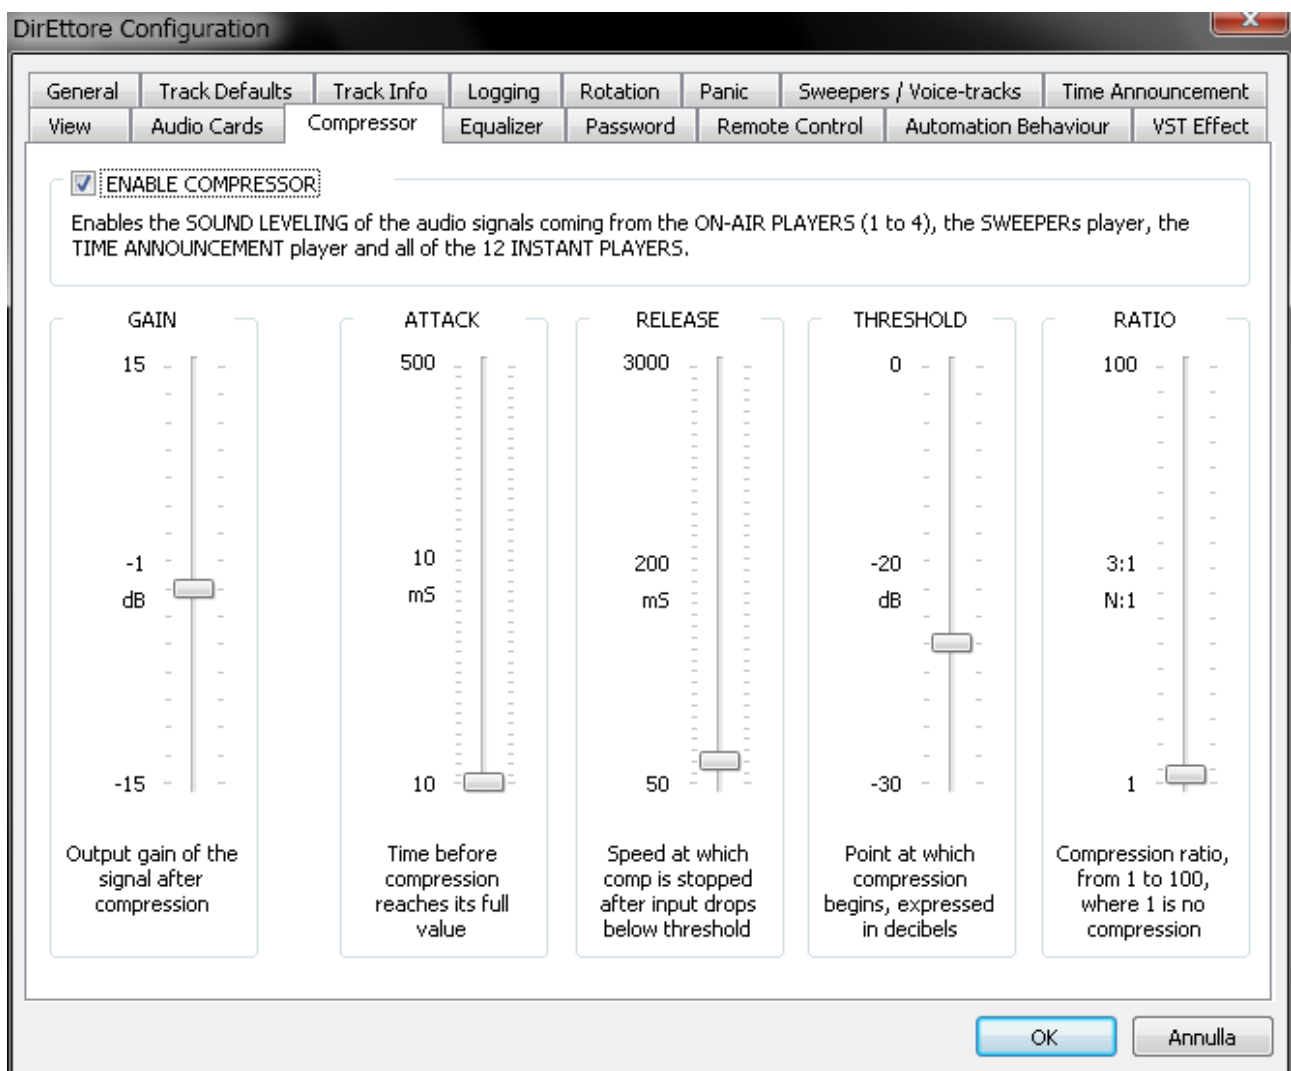 DirEttore Configuration
General Track Defaults Track Info Logging Rotation Panic Sweepers / Voice-tracks Time Announcement
View Audio Cards Compressor Equalizer Password Remote Control Automation Behaviour VST Effect
ENABLE COMPRESSOR
Enables the SOUND LEVELING of the audio signals coming from the ON-AIR PLAYERS (1 to 4), the SWEEPERs player, the
TIME ANNOUNCEMENT player and all of the 12 INSTANT PLAYERS.
GAIN
15
-1
dB
-15
Output gain of the
signal after
compression
ATTACK
500
10
mS
10
Time before
compression
reaches its full
value
RELEASE
3000
200
mS
50
Speed at which
comp is stopped
after input drops
below threshold
THRESHOLD
0
-20
dB
-30
Point at which
compression
begins, expressed
in decibels
RATIO
100
3:1
N:1
1
Compression ratio,
from 1 to 100,
where 1 is no
compression
OK Annulla